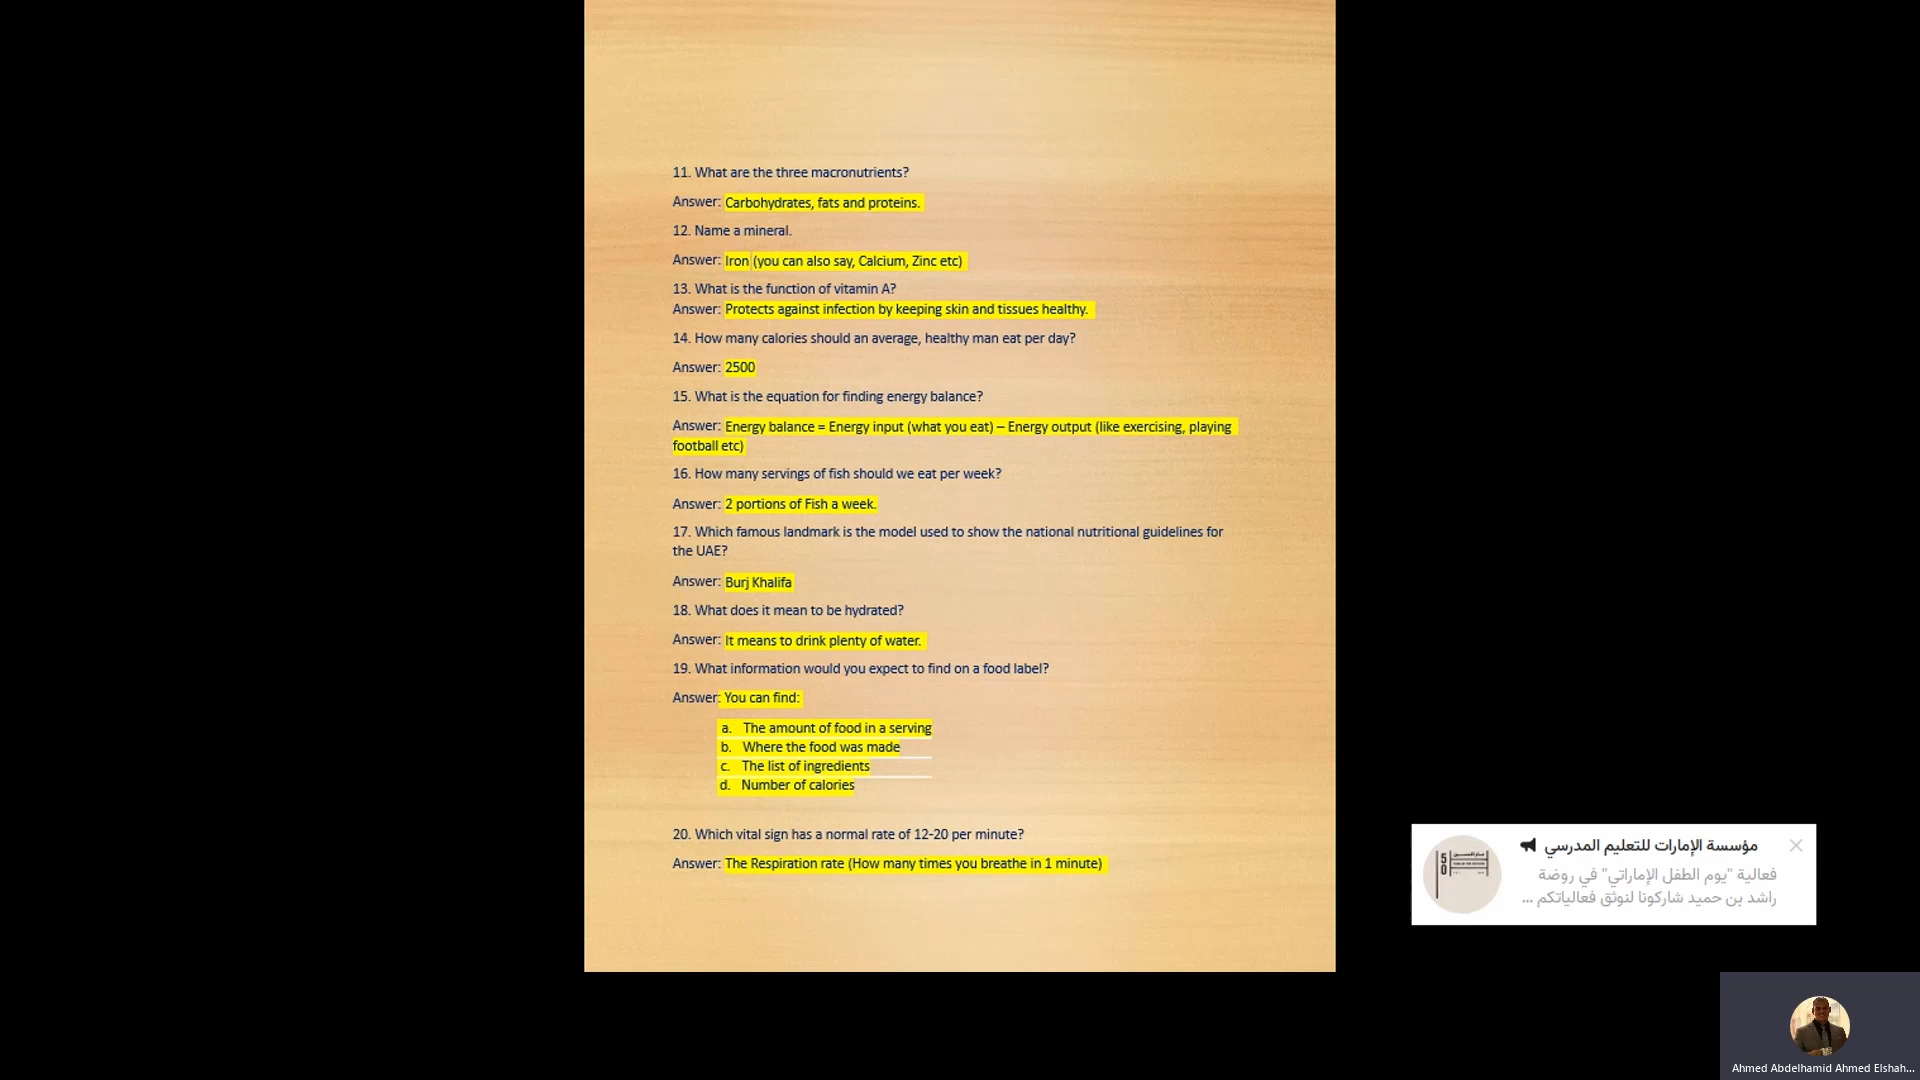 11. What are the three macronutrients?
Answer: Carbohydrates, fats and proteins.
12. Name a mineral.
Answer: Iron (you can also say, Calcium, Zinc etc)
13. What is the function of vitamin A?
Answer: Protects against infection by keeping skin and tissues healthy.
14. How many calories should an average, healthy man eat per day?
Answer: 2500
15. What is the equation for finding energy balance?
Answer: Energy balance = Energy input (what you eat) – Energy output (like exercising, playing
football etc)
16. How many servings of fish should we eat per week?
Answer: 2 portions of Fish a week.
17. Which famous landmark is the model used to show the national nutritional guidelines for
the UAE?
Answer: Burj Khalifa
18. What does it mean to be hydrated?
Answer: It means to drink plenty of water.
19. What information would you expect to find on a food label?
Answer: You can find:
a. The amount of food in a serving
b. Where the food was made
c. The list of ingredients
d. Number of calories
20. Which vital sign has a normal rate of 12-20 per minute?
Answer: The Respiration rate (How many times you breathe in 1 minute)
مؤسسة الإمارات للتعليم المدرسي
فعالية "يوم الطفل الإماراتي" في روضة
راشد بن حميد شاركونا لنوثق فعالياتكم ...
50
Ahmed Abdelhamid Ahmed Elshah...